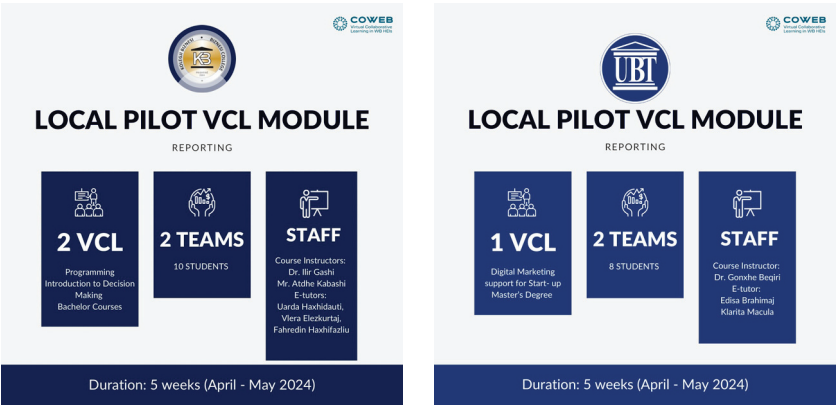 COWEB
Virtual Collaborative
Learning in WB HEIs
KB
LOCAL PILOT VCL MODULE
REPORTING
2 VCL
Programming
Introduction to Decision
Making
Bachelor Courses
2 TEAMS
10 STUDENTS
STAFF
Course Instructors:
Dr. Ilir Gashi
Mr. Atdhe Kabashi
E-tutors:
Uarda Haxhidauti,
Vlera Elezkurtaj,
Fahredin Haxhifazliu
Duration: 5 weeks (April - May 2024)
COWEB
Virtual Collaborative
Learning in WB HEIs
UBT
LOCAL PILOT VCL MODULE
REPORTING
1 VCL
Digital Marketing
support for Start- up
Master's Degree
2 TEAMS
8 STUDENTS
STAFF
Course Instructor:
Dr. Gonxhe Beqiri
E-tutor:
Edisa Brahimaj
Klarita Macula
Duration: 5 weeks (April - May 2024)